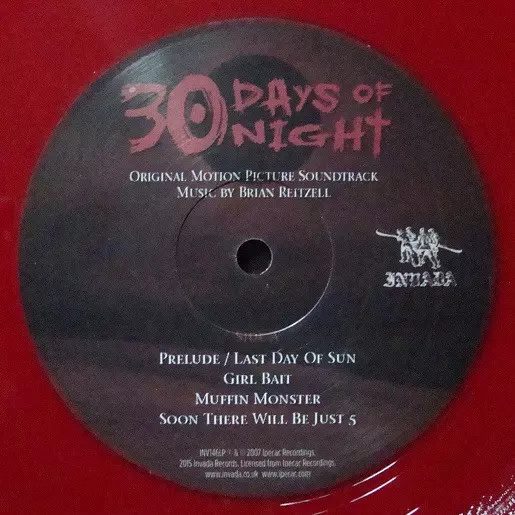 30 DAYS OF
NIGHT
ORIGINAL MOTION PICTURE SOUNDTRACK
MUSIC BY BRIAN REITZELL
INVADA
SIDE A
PRELUDE / LAST DAY OF SUN
GIRL BAIT
MUFFIN MONSTER
SOON THERE WILL BE JUST 5
INV146LP ℗ & © 2007 Ipecac Recordings.
2015 Invada Records. Licensed from Ipecac Recordings.
www.invada.co.uk www.ipecac.com